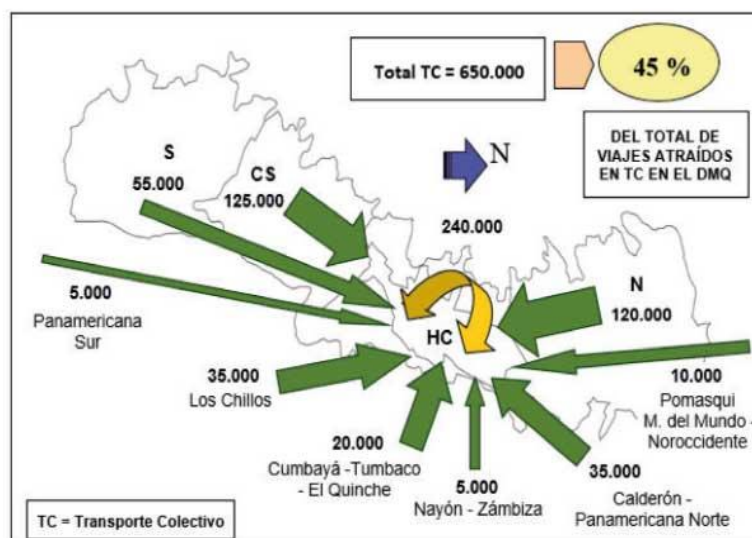 Total TC = 650.000
45 %
DEL TOTAL DE
VIAJES ATRAÍDOS
EN TC EN EL DMQ
N
S
55.000
CS
125.000
240.000
N
120.000
HC
5.000
Panamericana
Sur
35.000
Los Chillos
20.000
Cumbayá -Tumbaco
- El Quinche
5.000
Nayón - Zámbiza
35.000
Calderón -
Panamericana Norte
10.000
Pomasqui
M. del Mundo -
Noroccidente
TC = Transporte Colectivo